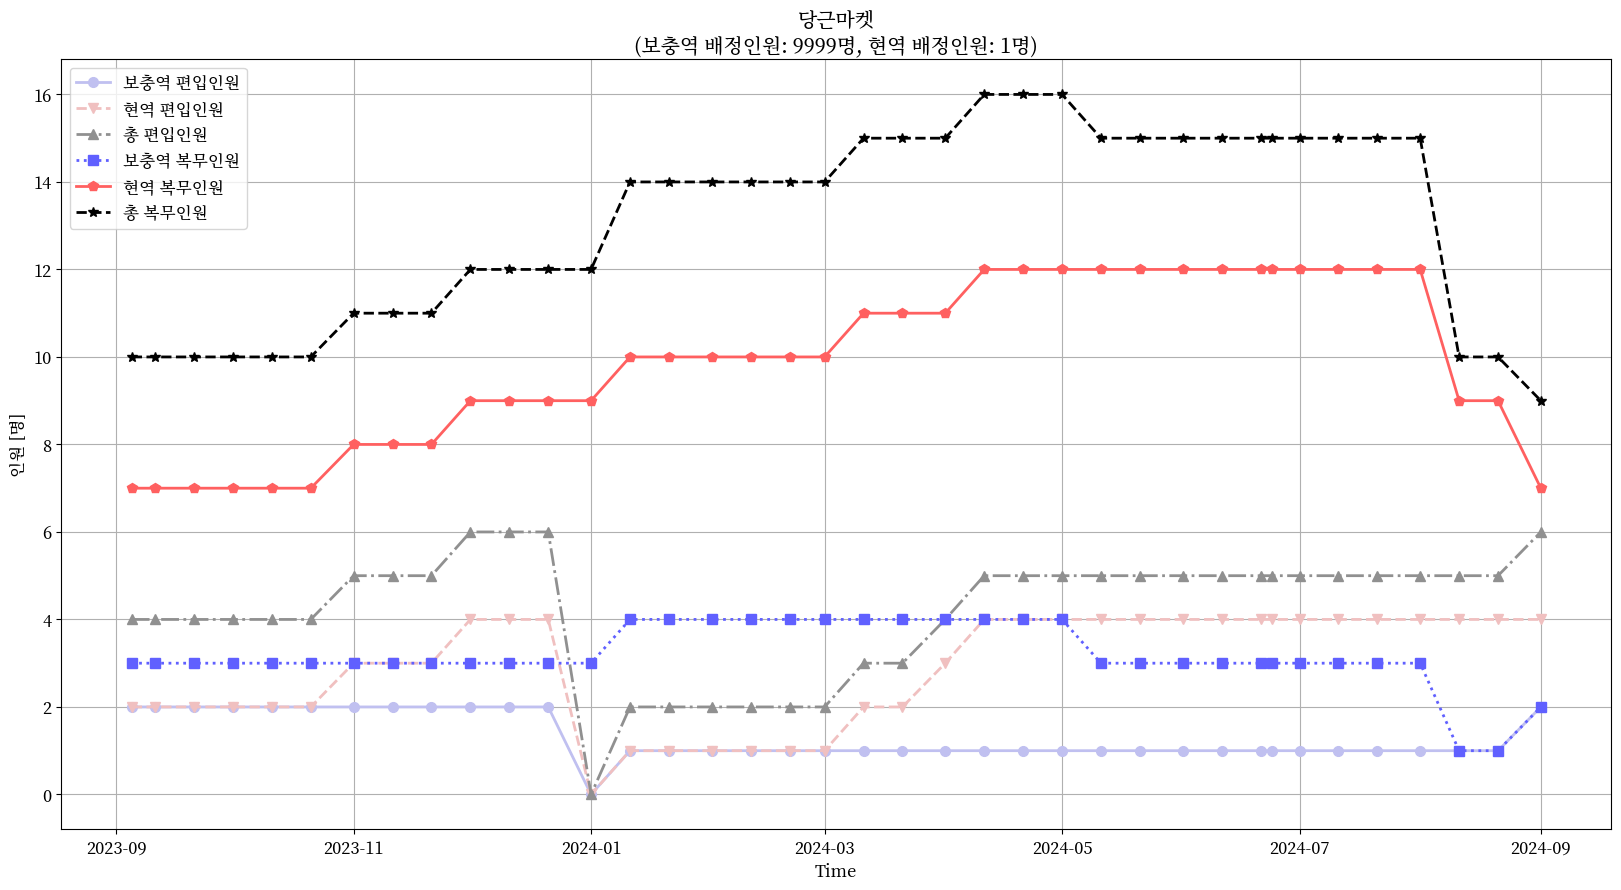 당근마켓
(보충역 배정인원: 9999명, 현역 배정인원: 1명)
보충역 편입인원
현역 편입인원
총 편입인원
보충역 복무인원
현역 복무인원
총 복무인원
인원 [명]
16
14
12
10
8
6
4
2
0
2023-09
2023-11
2024-01
2024-03
2024-05
2024-07
2024-09
Time